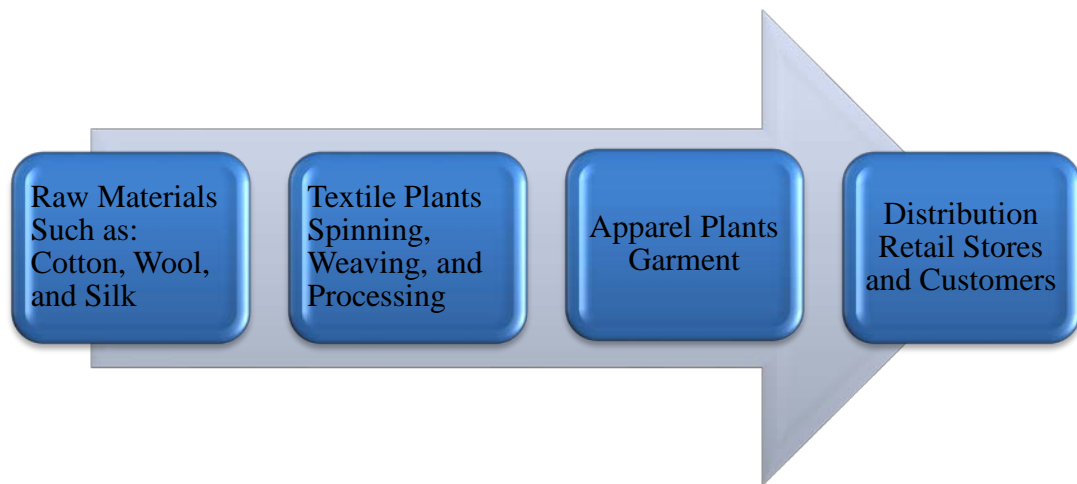 Raw Materials
Such as:
Cotton, Wool,
and Silk
Textile Plants
Spinning,
Weaving, and
Processing
Apparel Plants
Garment
Distribution
Retail Stores
and Customers